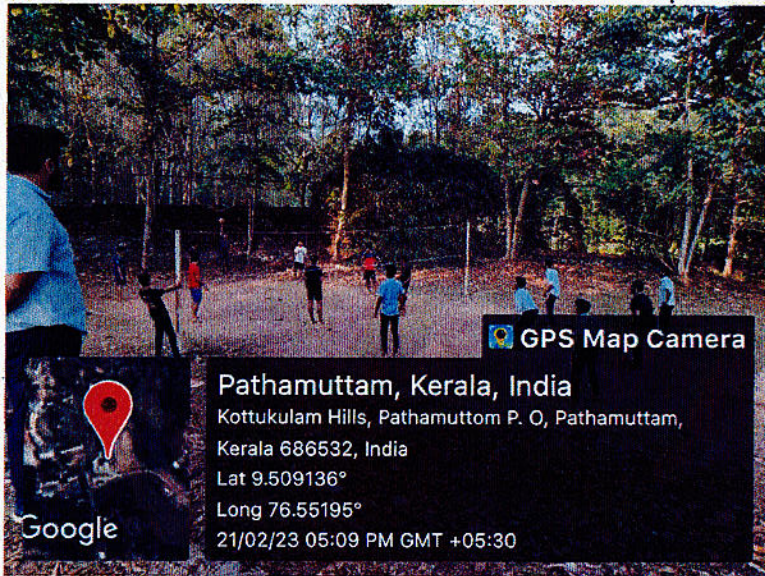 GPS Map Camera
Pathamuttam, Kerala, India
Kottukulam Hills, Pathamuttom P. O, Pathamuttam,
Kerala 686532, India
Lat 9.509136°
Long 76.55195°
21/02/23 05:09 PM GMT +05:30
Google